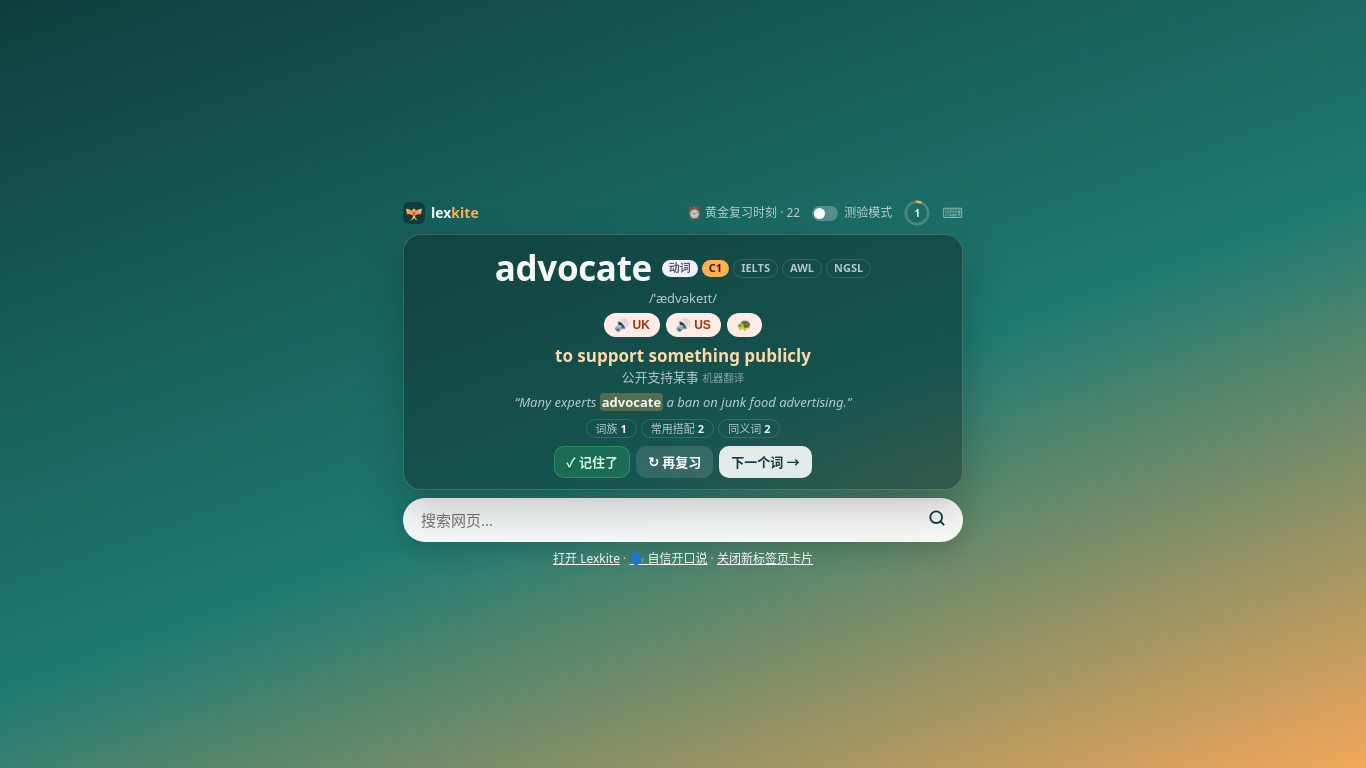 lexkite ⏰ 黄金复习时刻 · 22 测验模式 1
advocate 动词 C1 IELTS AWL NGSL
/ˈædvəkeɪt/
🔊 UK 🔊 US 🐢
to support something publicly
公开支持某事 机器翻译
“Many experts advocate a ban on junk food advertising.”
词族 1 常用搭配 2 同义词 2
✓ 记住了 ↻ 再复习 下一个词 →
搜索网页...
打开 Lexkite · 🗣️ 自信开口说 · 关闭新标签页卡片